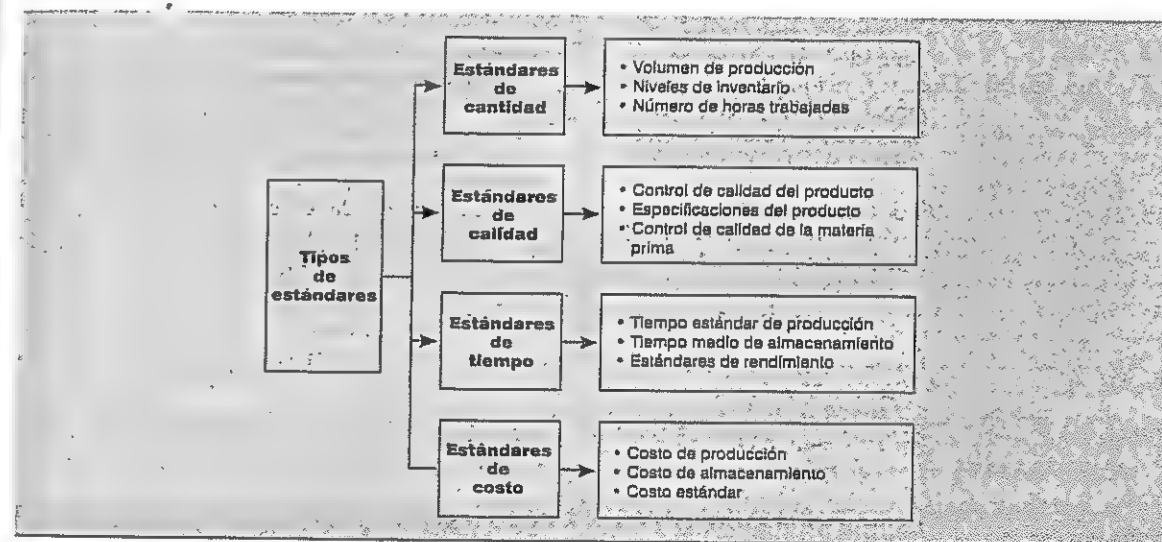 Tipos
de
estándares
Estándares
de
cantidad
• Volumen de producción
• Niveles de inventario
• Número de horas trabajadas
Estándares
de
calidad
• Control de calidad del producto
• Especificaciones del producto
• Control de calidad de la materia
prima
Estándares
de
tiempo
• Tiempo estándar de producción
• Tiempo medio de almacenamiento
• Estándares de rendimiento
Estándares
de
costo
• Costo de producción
• Costo de almacenamiento
• Costo estándar